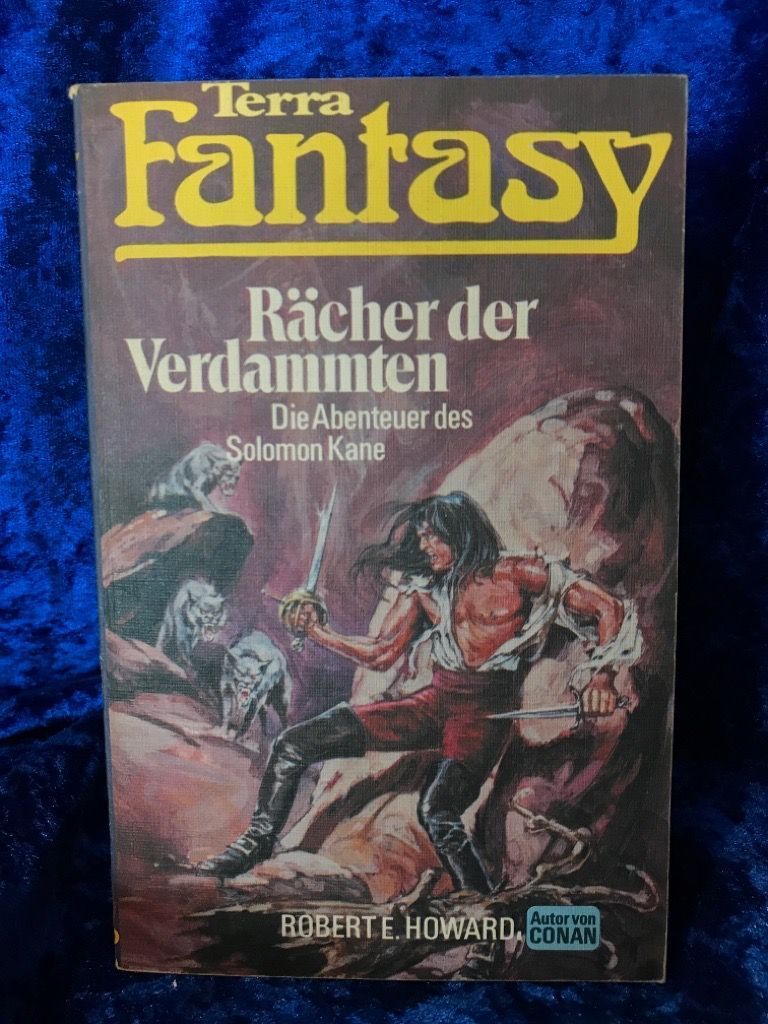 Terra
Fantasy
Rächer der
Verdammten
Die Abenteuer des
Solomon Kane
ROBERT E. HOWARD,
Autor von
CONAN